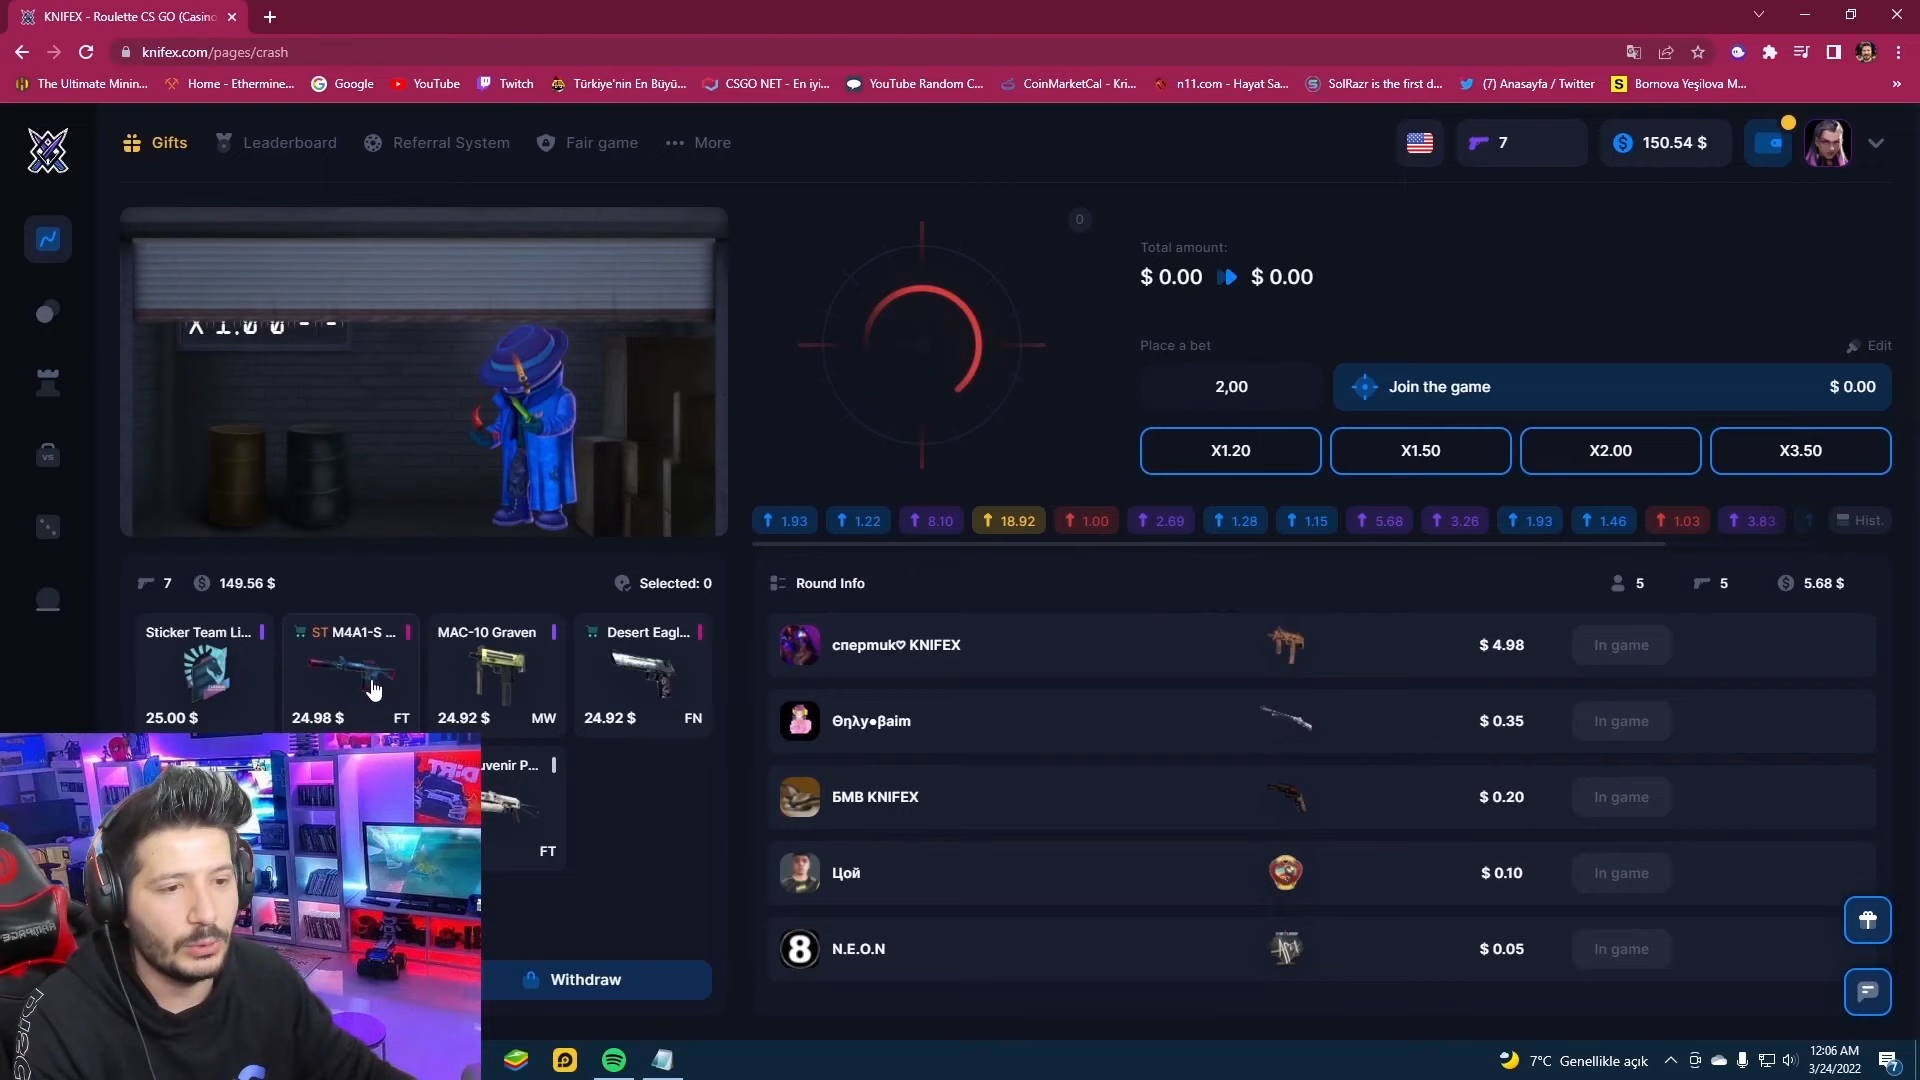 KNIFEX - Roulette CS GO (Casino
knifex.com/pages/crash
The Ultimate Minin...
Home - Ethermine...
Google
YouTube
Twitch
Türkiye'nin En Büyü...
CSGO NET - En iyi...
YouTube Random C...
CoinMarketCal - Kri...
n11.com - Hayat Sa...
SolRazr is the first d...
(7) Anasayfa / Twitter
Bornova Yeşilova M...
Gifts
Leaderboard
Referral System
Fair game
More
7
150.54 $
0
Total amount:
$ 0.00 $ 0.00
Place a bet
Edit
2,00
Join the game
$ 0.00
X1.20
X1.50
X2.00
X3.50
1.93
1.22
8.10
18.92
1.00
2.69
1.28
1.15
5.68
3.26
1.93
1.46
1.03
3.83
Hist.
7
149.56 $
Selected: 0
Sticker Team Li...
25.00 $
ST M4A1-S ...
24.98 $ FT
MAC-10 Graven
24.92 $ MW
Desert Eagl...
24.92 $ FN
uvenir P...
FT
Withdraw
Round Info
5
5
5.68 $
спермuk♡ KNIFEX
$ 4.98
In game
Θηλy●βaim
$ 0.35
In game
БМВ KNIFEX
$ 0.20
In game
Цой
$ 0.10
In game
N.E.O.N
$ 0.05
In game
VS
7°C Genellikle açık
12:06 AM
3/24/2022
7